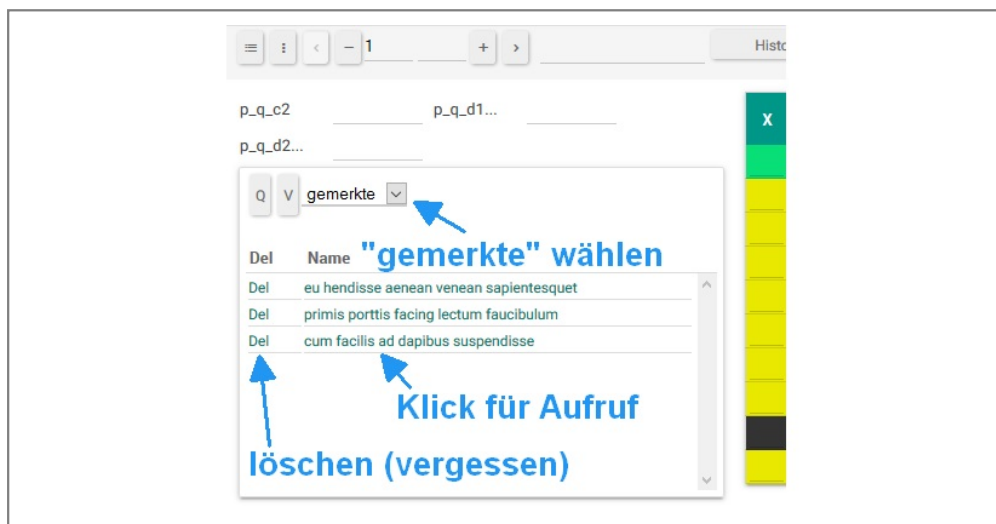 1 Histo
p_q_c2 p_q_d1... X
p_q_d2...
Q V gemerkte
"gemerkte" wählen
Del Name
Del eu hendisse aenean venean sapientesquet
Del primis porttis facing lectum faucibulum
Del cum facilis ad dapibus suspendisse
Klick für Aufruf
löschen (vergessen)